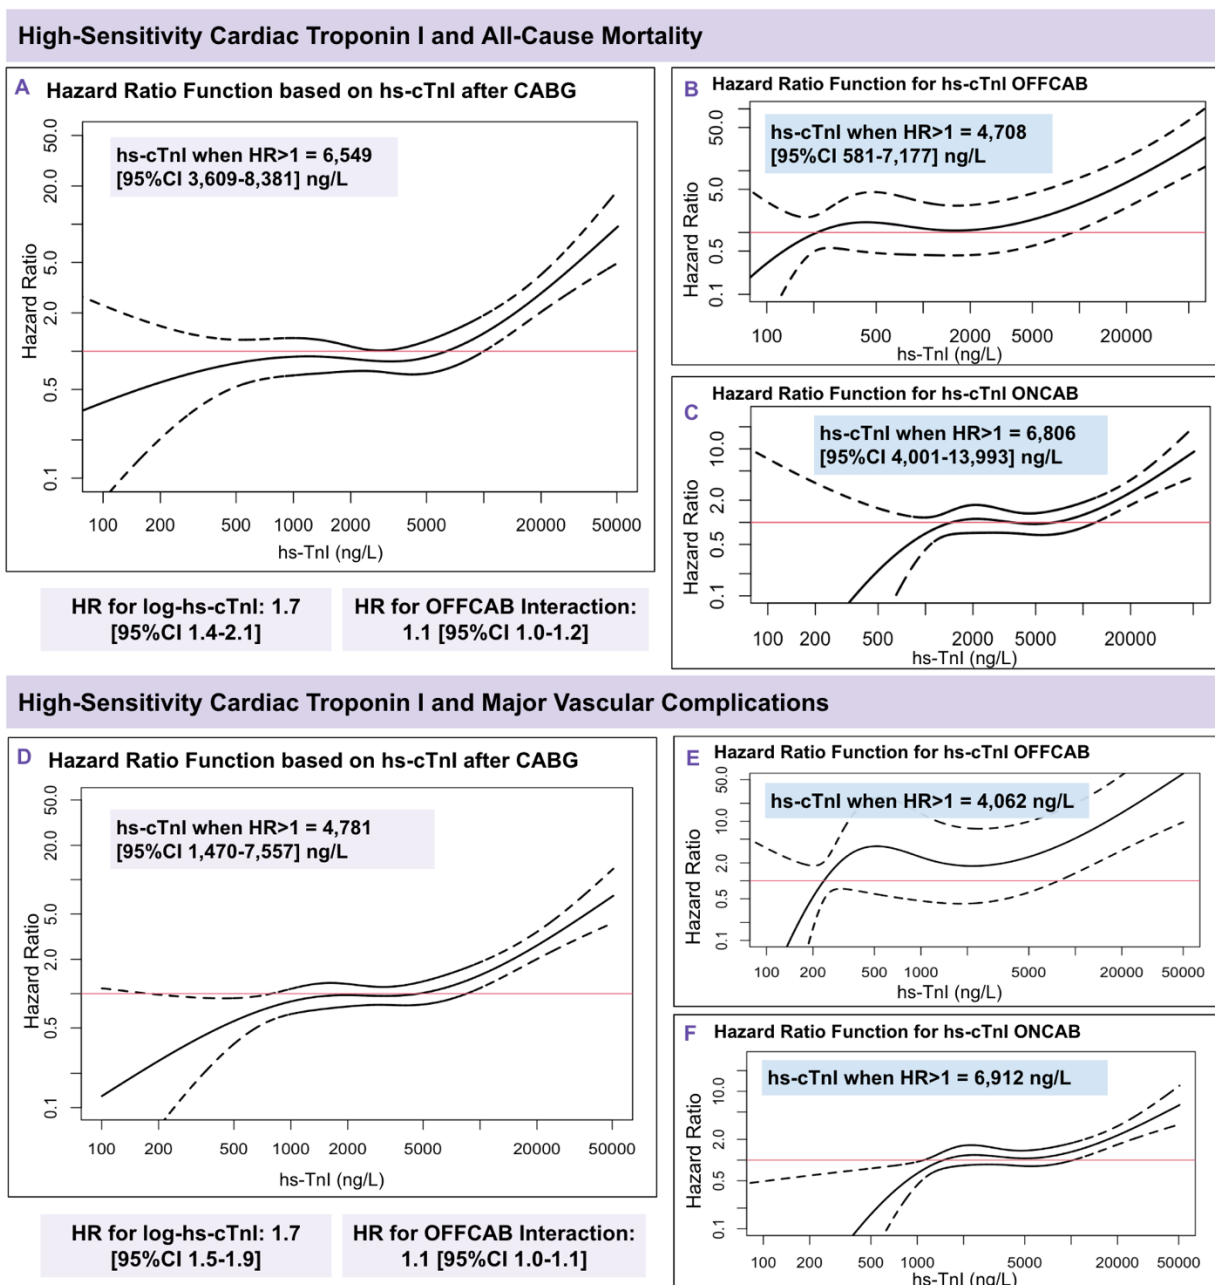 High-Sensitivity Cardiac Troponin I and All-Cause Mortality
A Hazard Ratio Function based on hs-cTnI after CABG
hs-cTnI when HR>1 = 6,549
[95%CI 3,609-8,381] ng/L
Hazard Ratio
50.0
20.0
5.0
2.0
0.5
0.1
100 200 500 1000 2000 5000 20000 50000
hs-TnI (ng/L)
HR for log-hs-cTnI: 1.7
[95%CI 1.4-2.1]
HR for OFFCAB Interaction:
1.1 [95%CI 1.0-1.2]
B Hazard Ratio Function for hs-cTnI OFFCAB
hs-cTnI when HR>1 = 4,708
[95%CI 581-7,177] ng/L
Hazard Ratio
50.0
5.0
0.5
0.1
100 500 2000 5000 20000
hs-TnI (ng/L)
C Hazard Ratio Function for hs-cTnI ONCAB
hs-cTnI when HR>1 = 6,806
[95%CI 4,001-13,993] ng/L
Hazard Ratio
10.0
2.0
0.5
0.1
100 500 2000 5000 20000
hs-TnI (ng/L)
High-Sensitivity Cardiac Troponin I and Major Vascular Complications
D Hazard Ratio Function based on hs-cTnI after CABG
hs-cTnI when HR>1 = 4,781
[95%CI 1,470-7,557] ng/L
Hazard Ratio
50.0
20.0
5.0
2.0
0.5
0.1
100 200 500 1000 2000 5000 20000 50000
hs-TnI (ng/L)
HR for log-hs-cTnI: 1.7
[95%CI 1.5-1.9]
HR for OFFCAB Interaction:
1.1 [95%CI 1.0-1.1]
E Hazard Ratio Function for hs-cTnI OFFCAB
hs-cTnI when HR>1 = 4,062 ng/L
Hazard Ratio
50.0
10.0
2.0
0.5
0.1
100 200 500 1000 5000 20000 50000
hs-TnI (ng/L)
F Hazard Ratio Function for hs-cTnI ONCAB
hs-cTnI when HR>1 = 6,912 ng/L
Hazard Ratio
10.0
2.0
0.5
0.1
100 200 500 1000 5000 20000 50000
hs-TnI (ng/L)